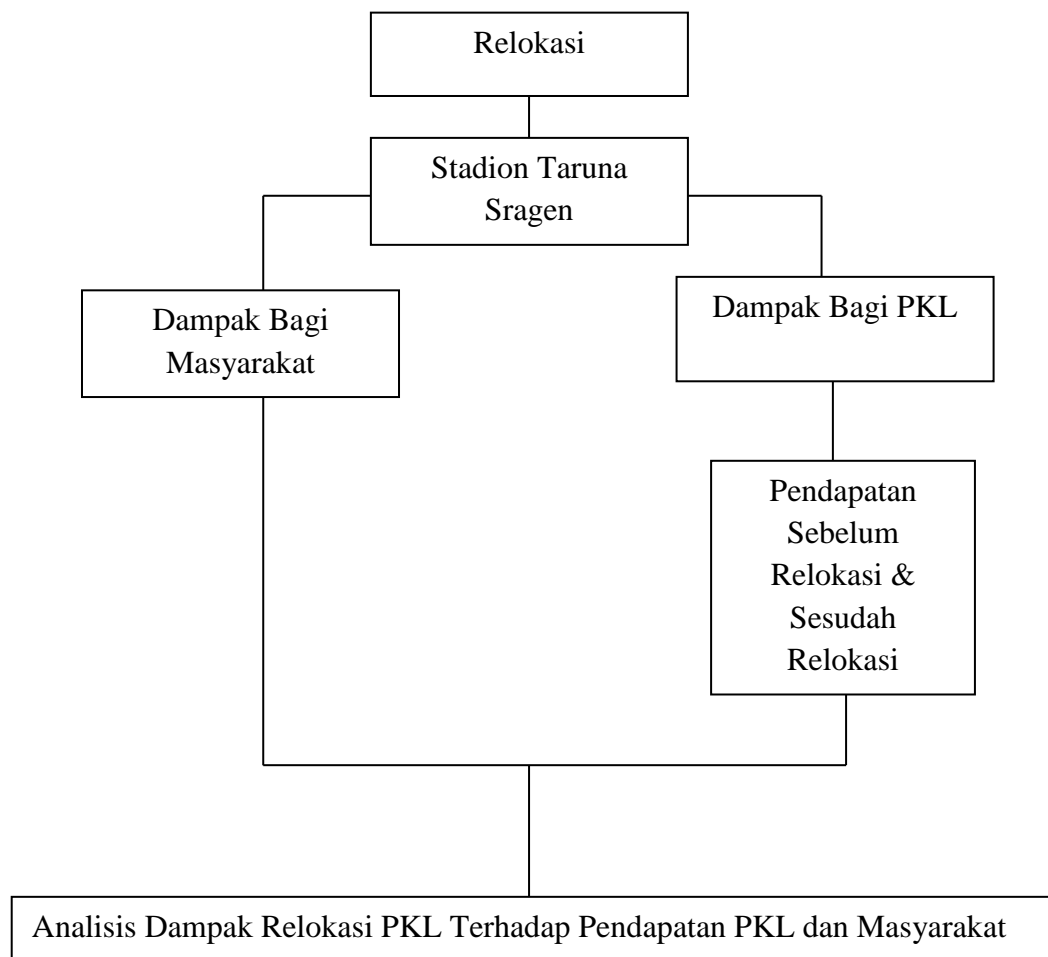 Relokasi
Stadion Taruna
Sragen
Dampak Bagi
Masyarakat
Dampak Bagi PKL
Pendapatan
Sebelum
Relokasi &
Sesudah
Relokasi
Analisis Dampak Relokasi PKL Terhadap Pendapatan PKL dan Masyarakat